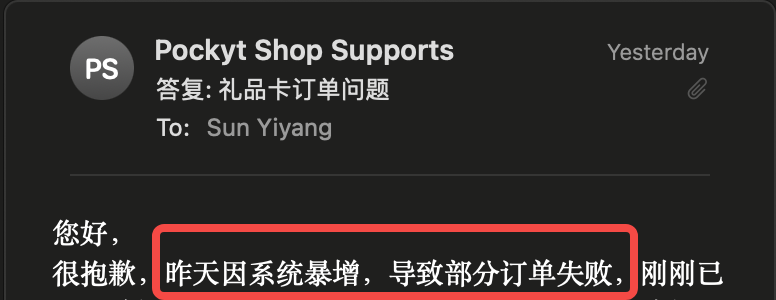 PS
Pockyt Shop Supports
Yesterday
答复: 礼品卡订单问题
To: Sun Yiyang
您好，
很抱歉，昨天因系统暴增，导致部分订单失败，刚刚已